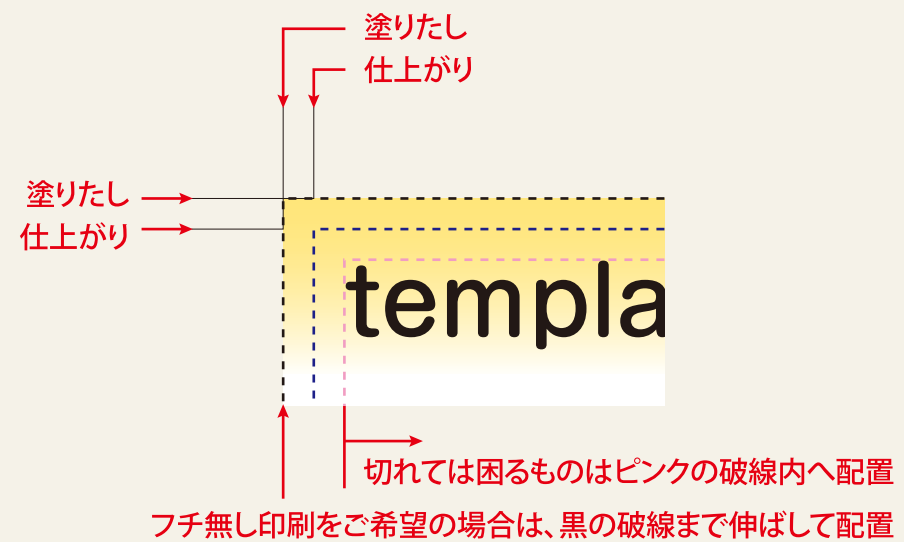 塗りたし
仕上がり
塗りたし
仕上がり
templa
切れては困るものはピンクの破線内へ配置
フチ無し印刷をご希望の場合は、黒の破線まで伸ばして配置